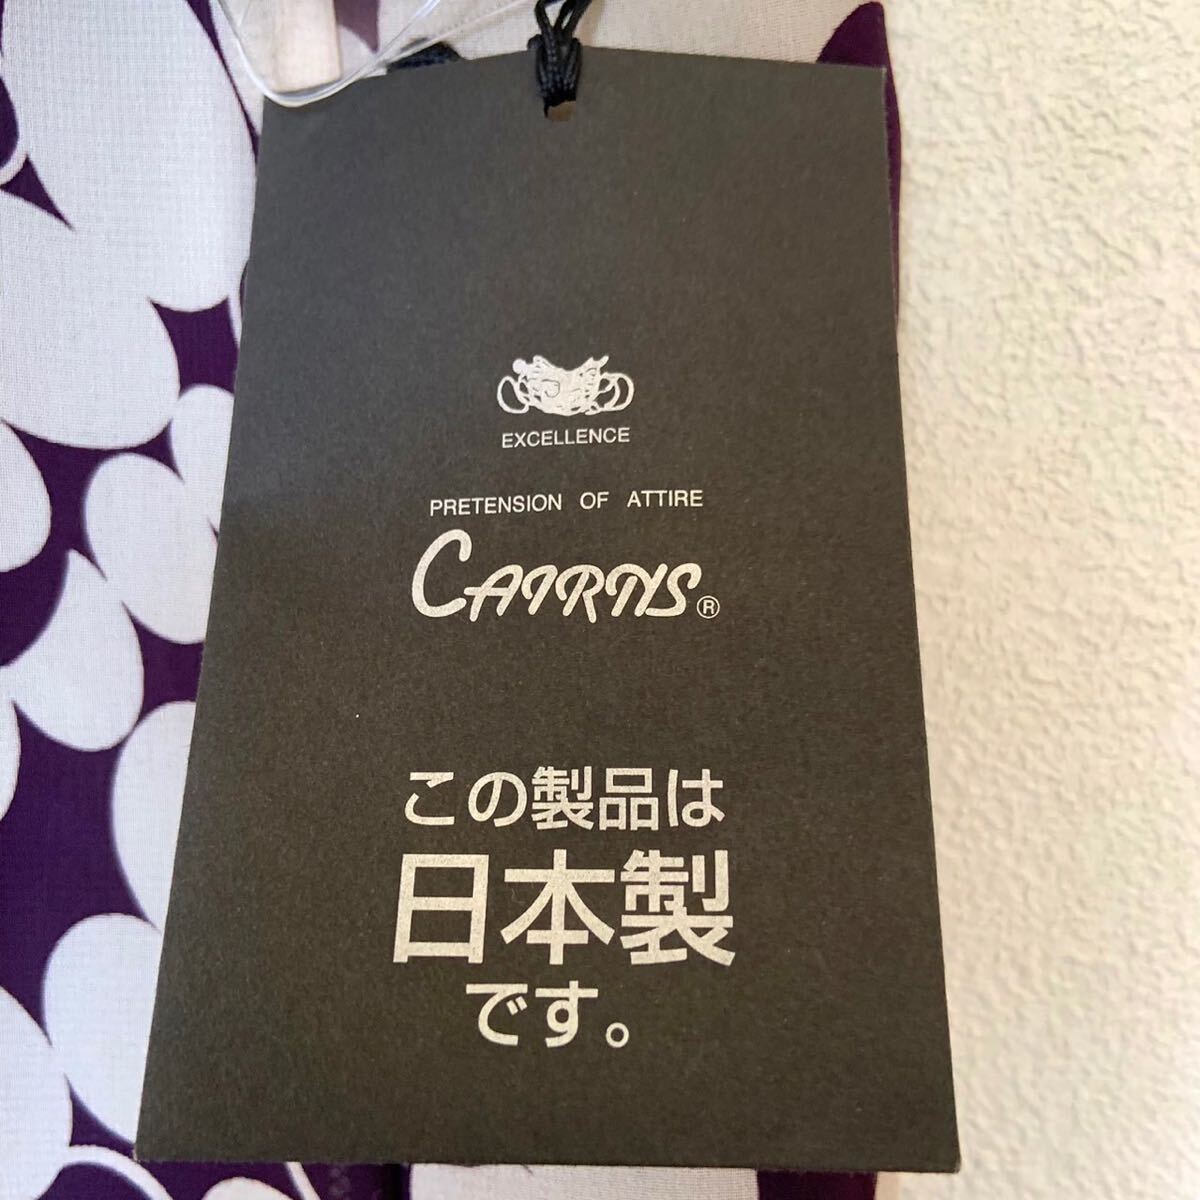 EXCELLENCE
PRETENSION OF ATTIRE
CAIRNS®
この製品は
日本製
です。